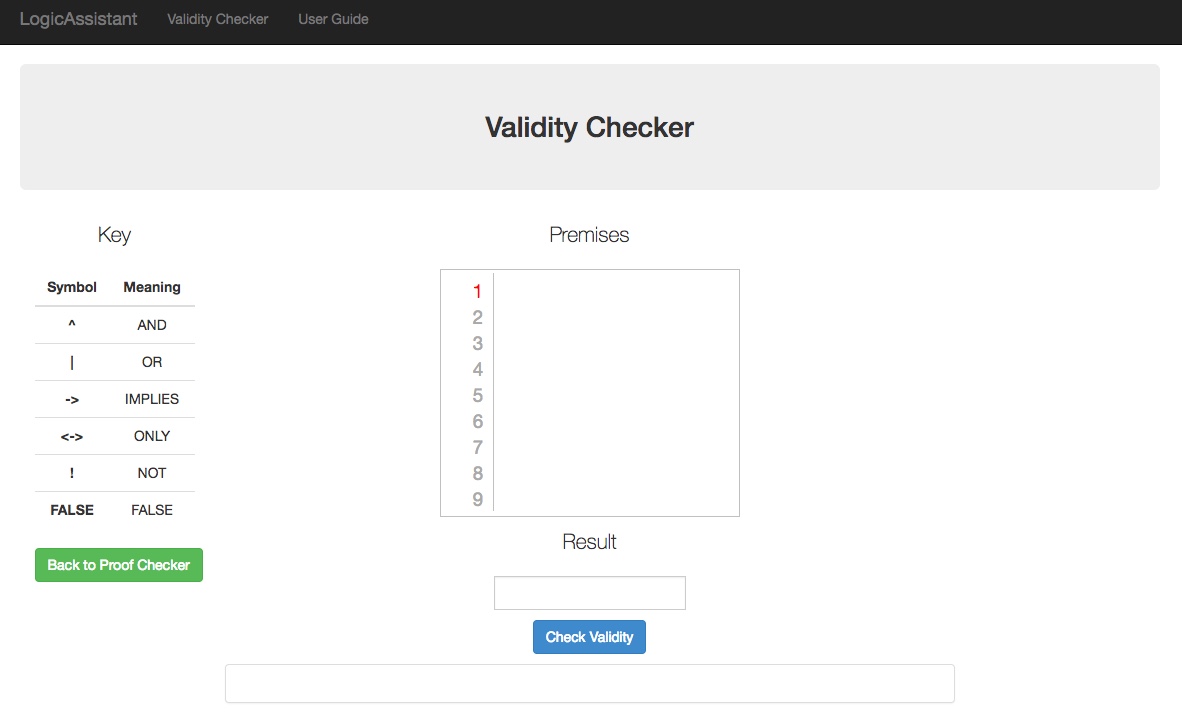 LogicAssistant Validity Checker User Guide
Validity Checker
Key
Symbol Meaning
^ AND
| OR
-> IMPLIES
<-> ONLY
! NOT
FALSE FALSE
Back to Proof Checker
Premises
1
2
3
4
5
6
7
8
9
Result
Check Validity